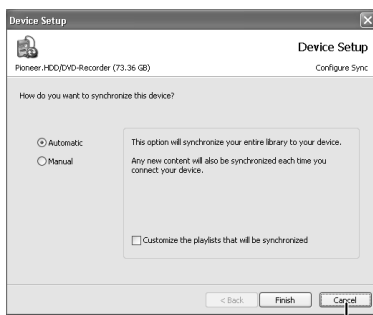 Device Setup
Device Setup
Pioneer.HDD/DVD-Recorder (73.36 GB)
Configure Sync
How do you want to synchronize this device?
Automatic
This option will synchronize your entire library to your device.
Manual
Any new content will also be synchronized each time you
connect your device.
Customize the playlists that will be synchronized
< Back
Finish
Cancel